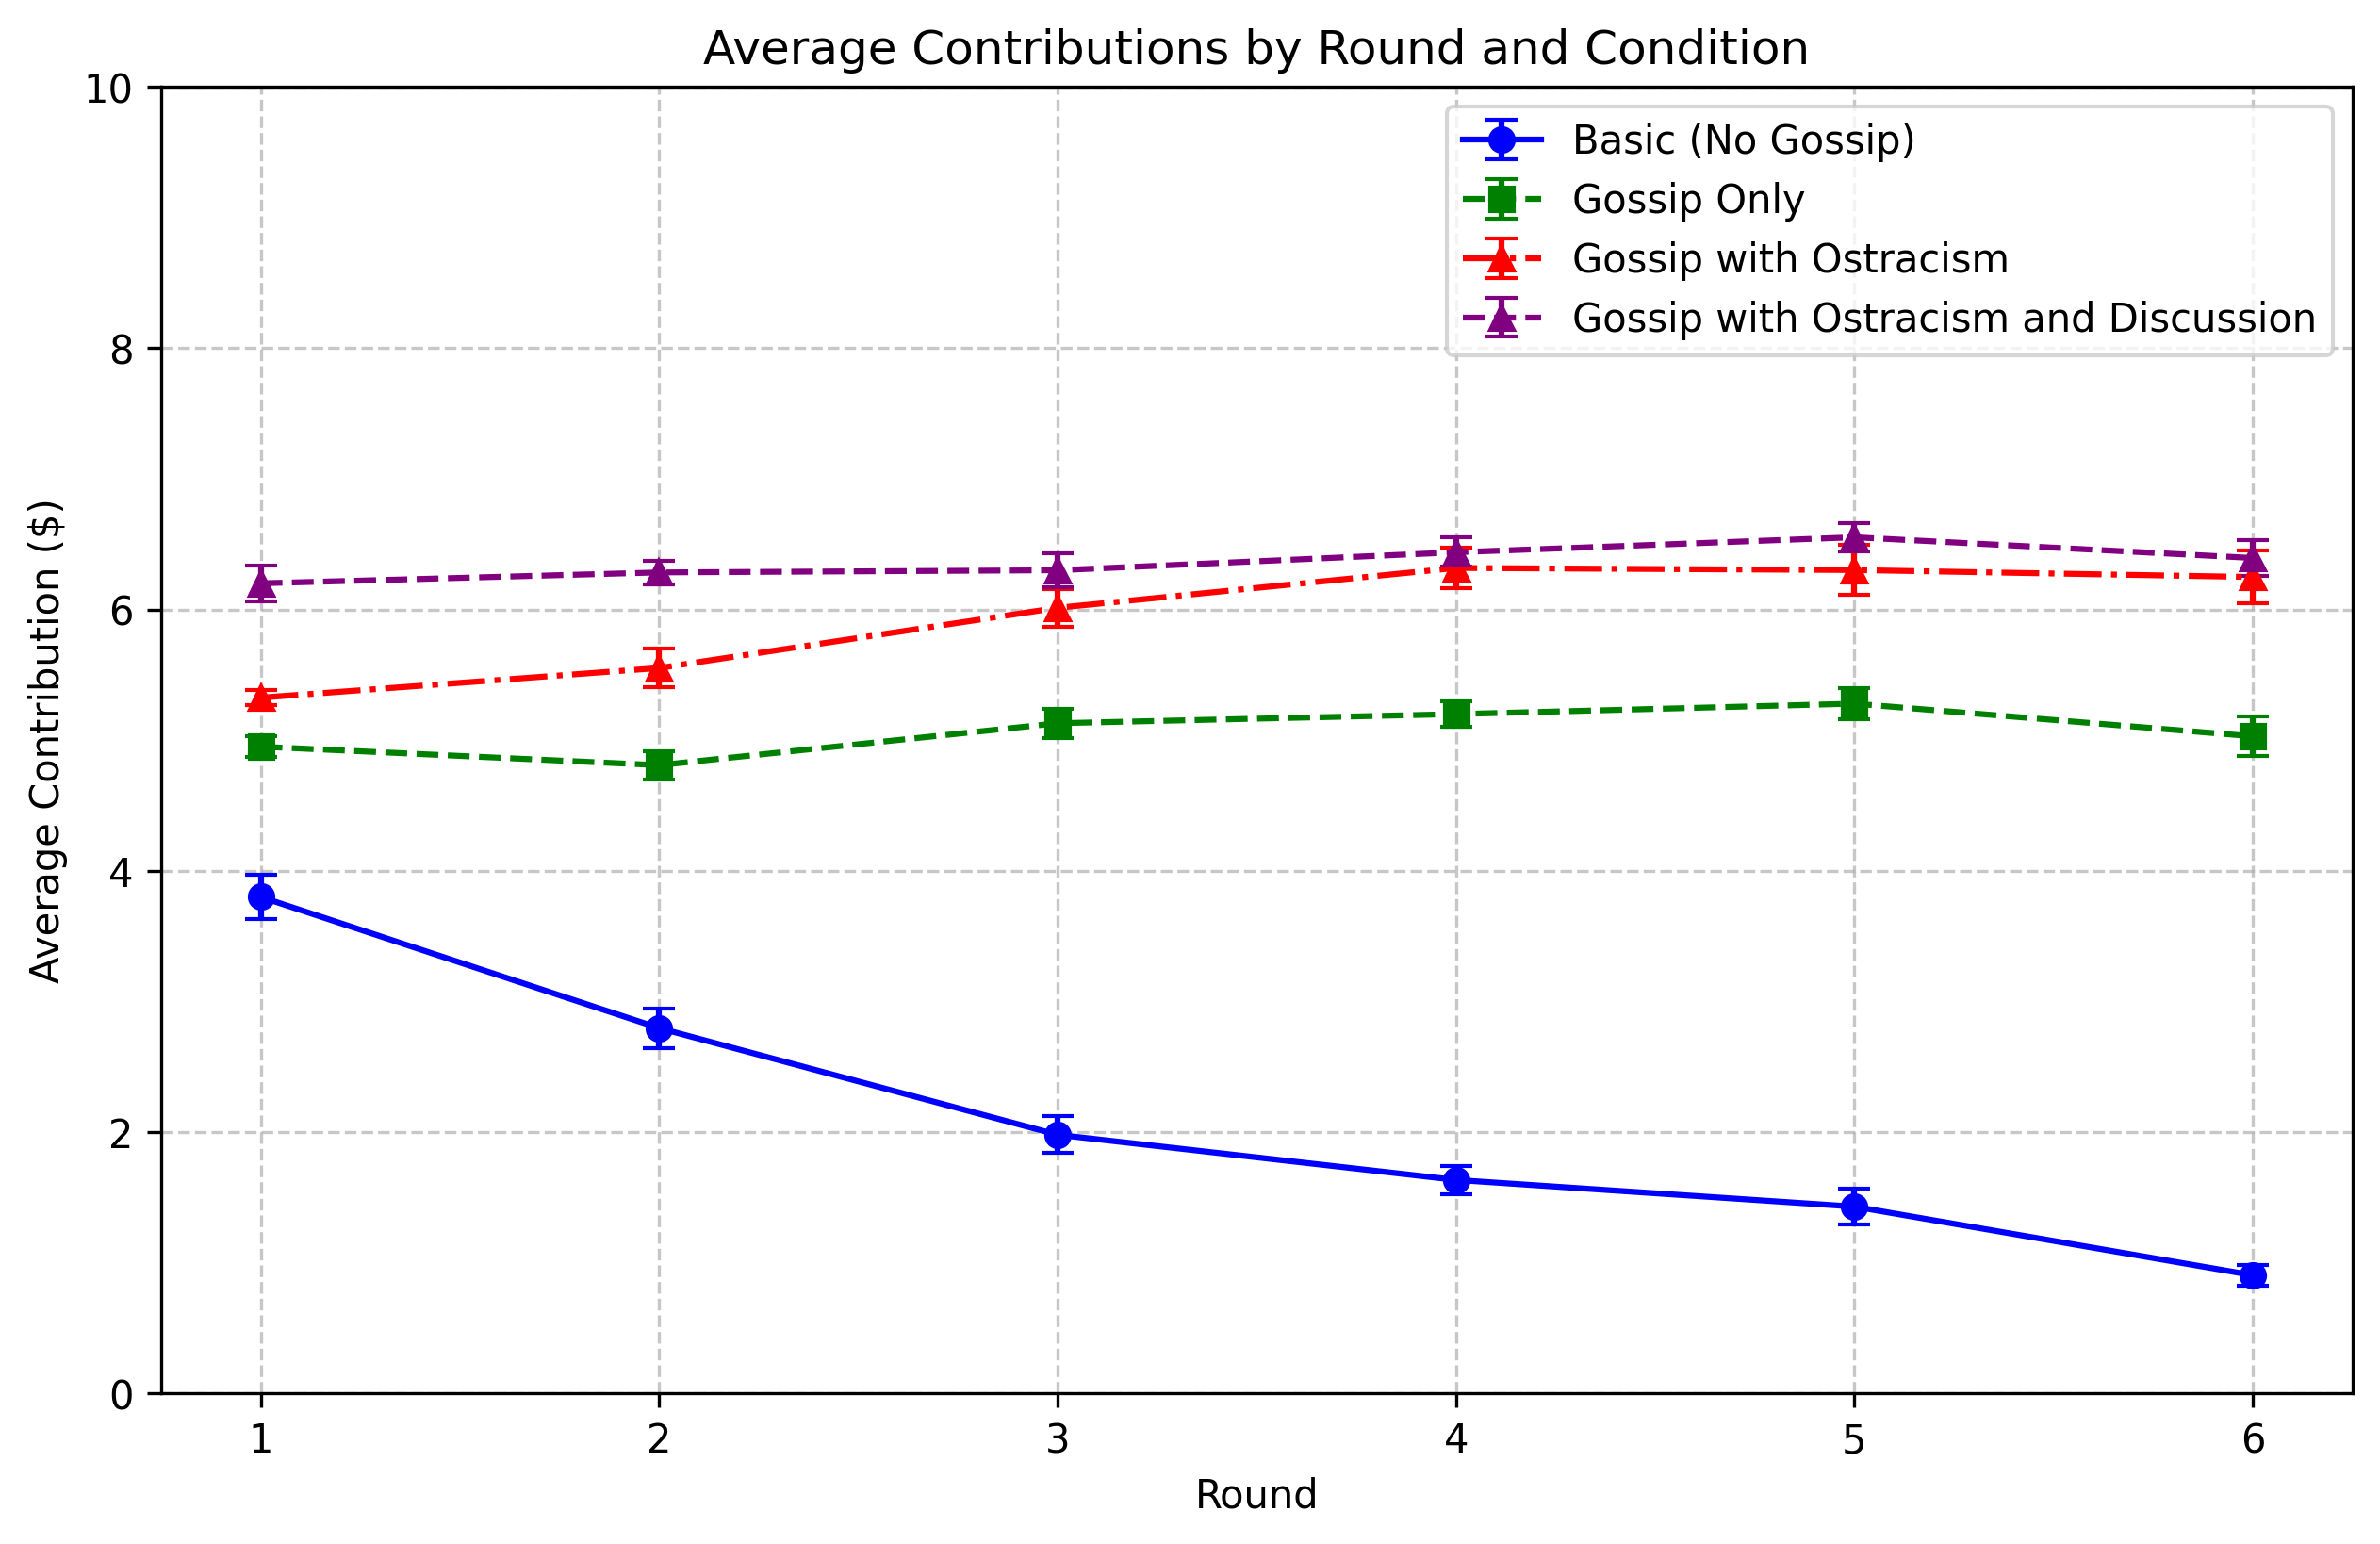 Average Contributions by Round and Condition
10
8
6
4
2
0
Average Contribution ($)
Basic (No Gossip)
Gossip Only
Gossip with Ostracism
Gossip with Ostracism and Discussion
1 2 3 4 5 6
Round